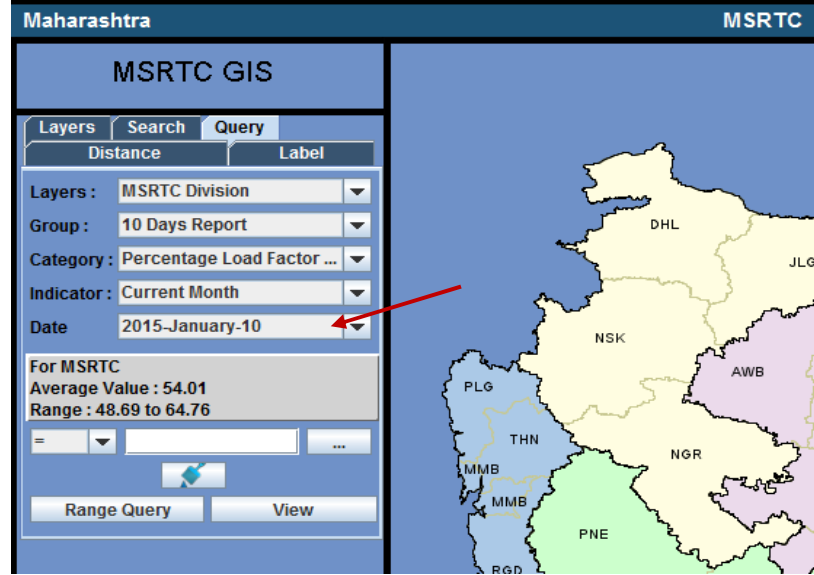 Maharashtra MSRTC
MSRTC GIS
Layers Search Query
Distance Label
Layers : MSRTC Division
Group : 10 Days Report
Category : Percentage Load Factor ...
Indicator : Current Month
Date 2015-January-10
For MSRTC
Average Value : 54.01
Range : 48.69 to 64.76
= ...
Range Query View
DHL
JLG
NSK
AWB
PLG
THN
NGR
MMB
MMB
PNE
RGD